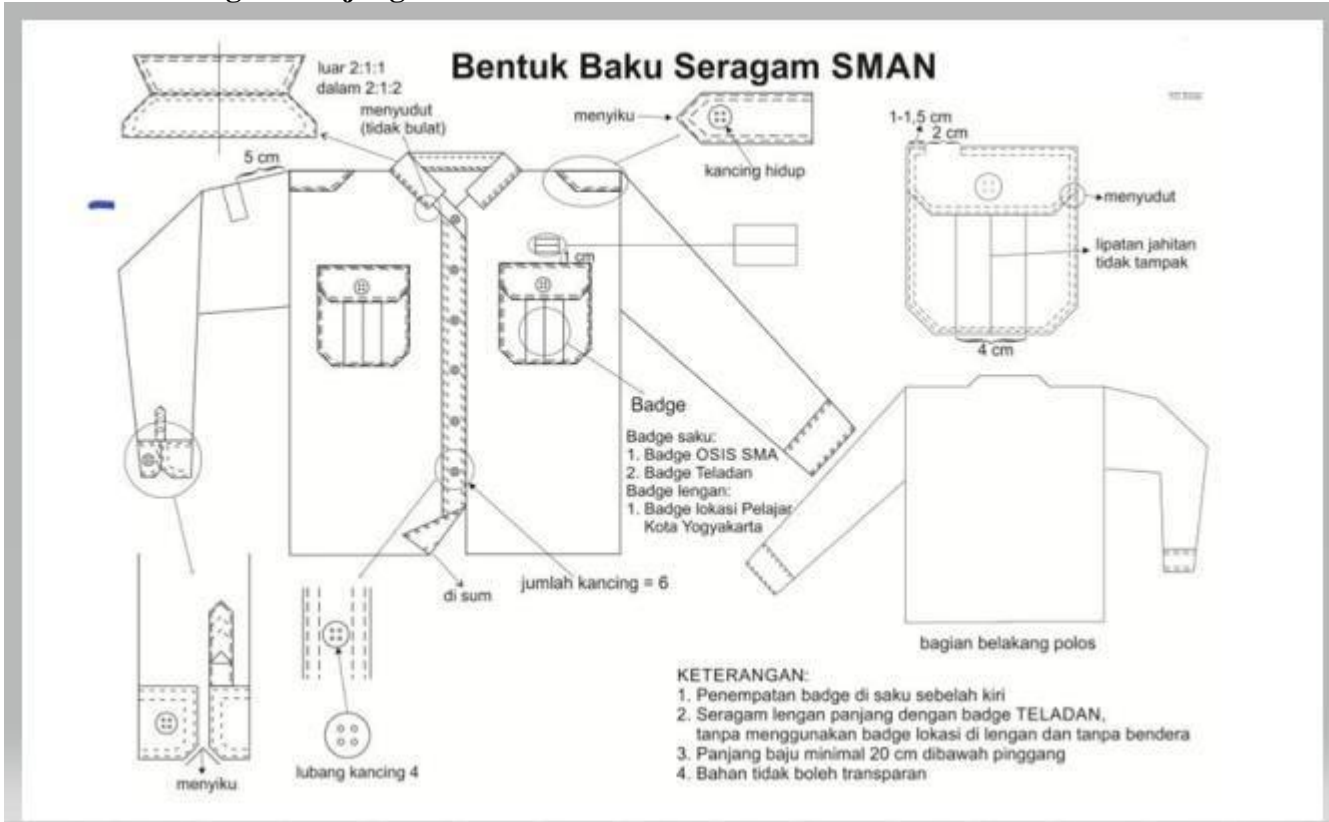 Bentuk Baku Seragam SMAN
luar 2:1:1
dalam 2:1:2
menyudut
(tidak bulat)
5 cm
menyiku
kancing hidup
1-1,5 cm
2 cm
menyudut
lipatan jahitan
tidak tampak
4 cm
1 cm
Badge
Badge saku:
1. Badge OSIS SMA
2. Badge Teladan
Badge lengan:
1. Badge lokasi Pelajar
Kota Yogyakarta
jumlah kancing = 6
di sum
bagian belakang polos
menyiku
lubang kancing 4
KETERANGAN:
1. Penempatan badge di saku sebelah kiri
2. Seragam lengan panjang dengan badge TELADAN,
tanpa menggunakan badge lokasi di lengan dan tanpa bendera
3. Panjang baju minimal 20 cm dibawah pinggang
4. Bahan tidak boleh transparan